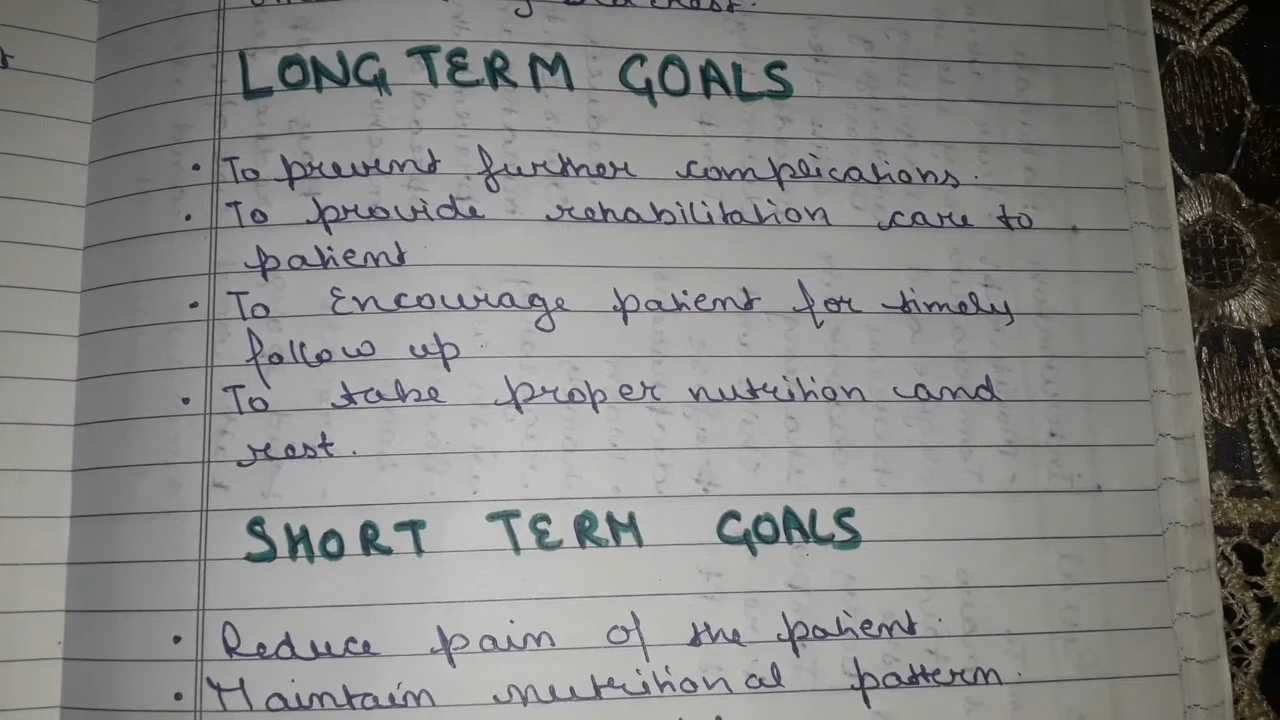 LONG TERM GOALS
• To prevent further complications.
• To provide rehabilitation care to
patient
• To Encourage patient for timely
follow up.
• To take proper nutrition and
rest.
SHORT TERM GOALS
• Reduce pain of the patient.
• Maintain nutritional pattern.